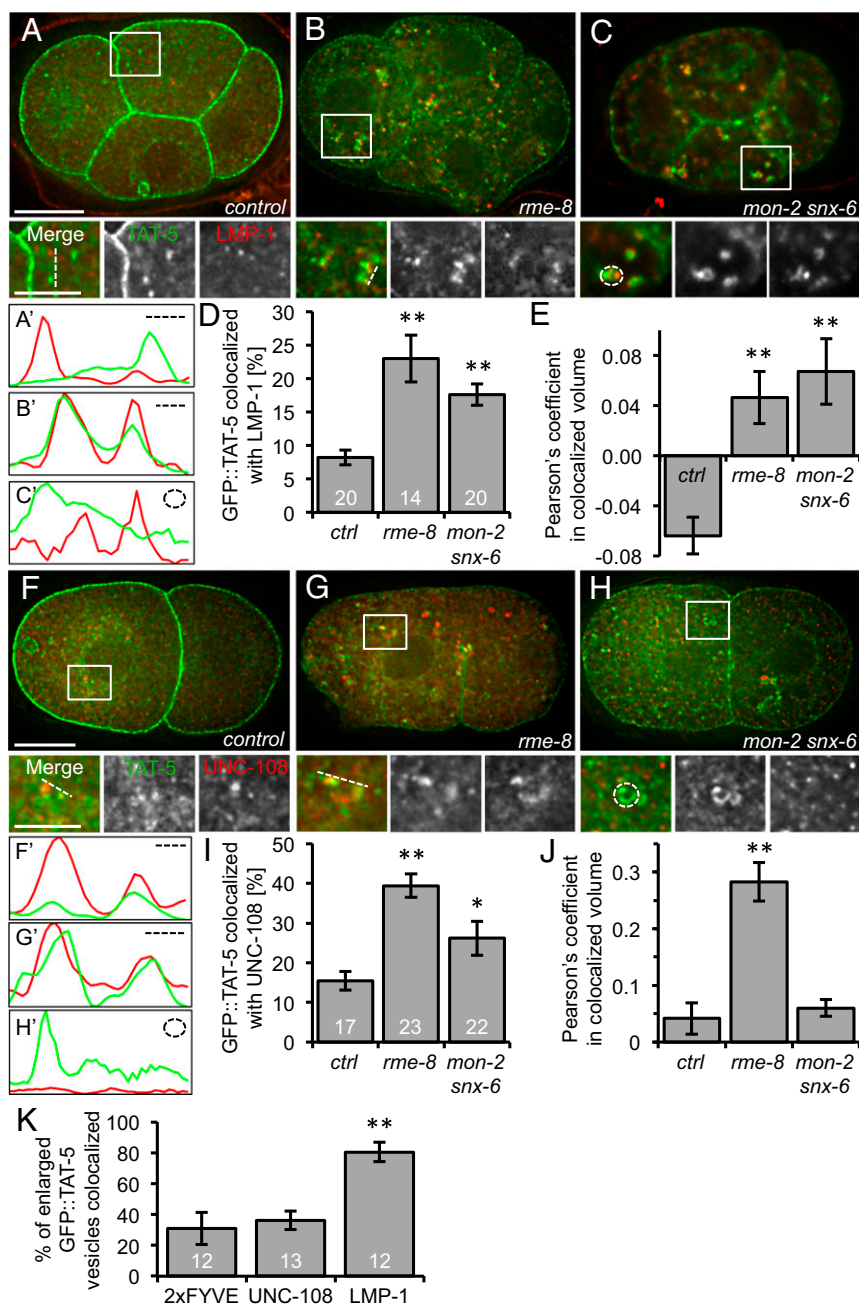 A
B
C
control
rme-8
mon-2 snx-6
Merge
TAT-5
LMP-1
A'
B'
C'
D
GFP::TAT-5 colocalized
with LMP-1 [%]
30
25
20
15
10
5
0
**
**
20
14
20
ctrl
rme-8
mon-2
snx-6
E
Pearson's coefficient
in colocalized volume
0.08
0.04
0.00
-0.04
-0.08
**
**
ctrl
rme-8
mon-2
snx-6
F
G
H
control
rme-8
mon-2 snx-6
Merge
TAT-5
UNC-108
F'
G'
H'
I
GFP::TAT-5 colocalized
with UNC-108 [%]
50
40
30
20
10
0
**
*
17
23
22
ctrl
rme-8
mon-2
snx-6
J
Pearson's coefficient
in colocalized volume
0.3
0.2
0.1
0
**
ctrl
rme-8
mon-2
snx-6
K
% of enlarged
GFP::TAT-5
vesicles colocalized
100
80
60
40
20
0
**
12
13
12
2xFYVE
UNC-108
LMP-1